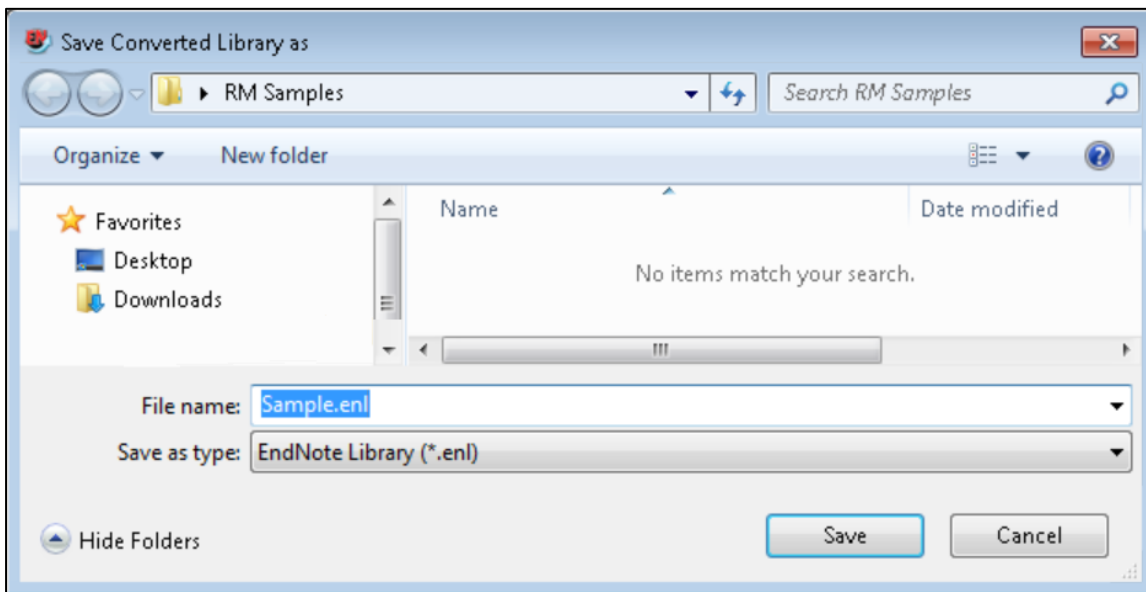 Save Converted Library as
RM Samples
Search RM Samples
Organize
New folder
Favorites
Desktop
Downloads
Name
Date modified
No items match your search.
File name: Sample.enl
Save as type: EndNote Library (*.enl)
Hide Folders
Save
Cancel